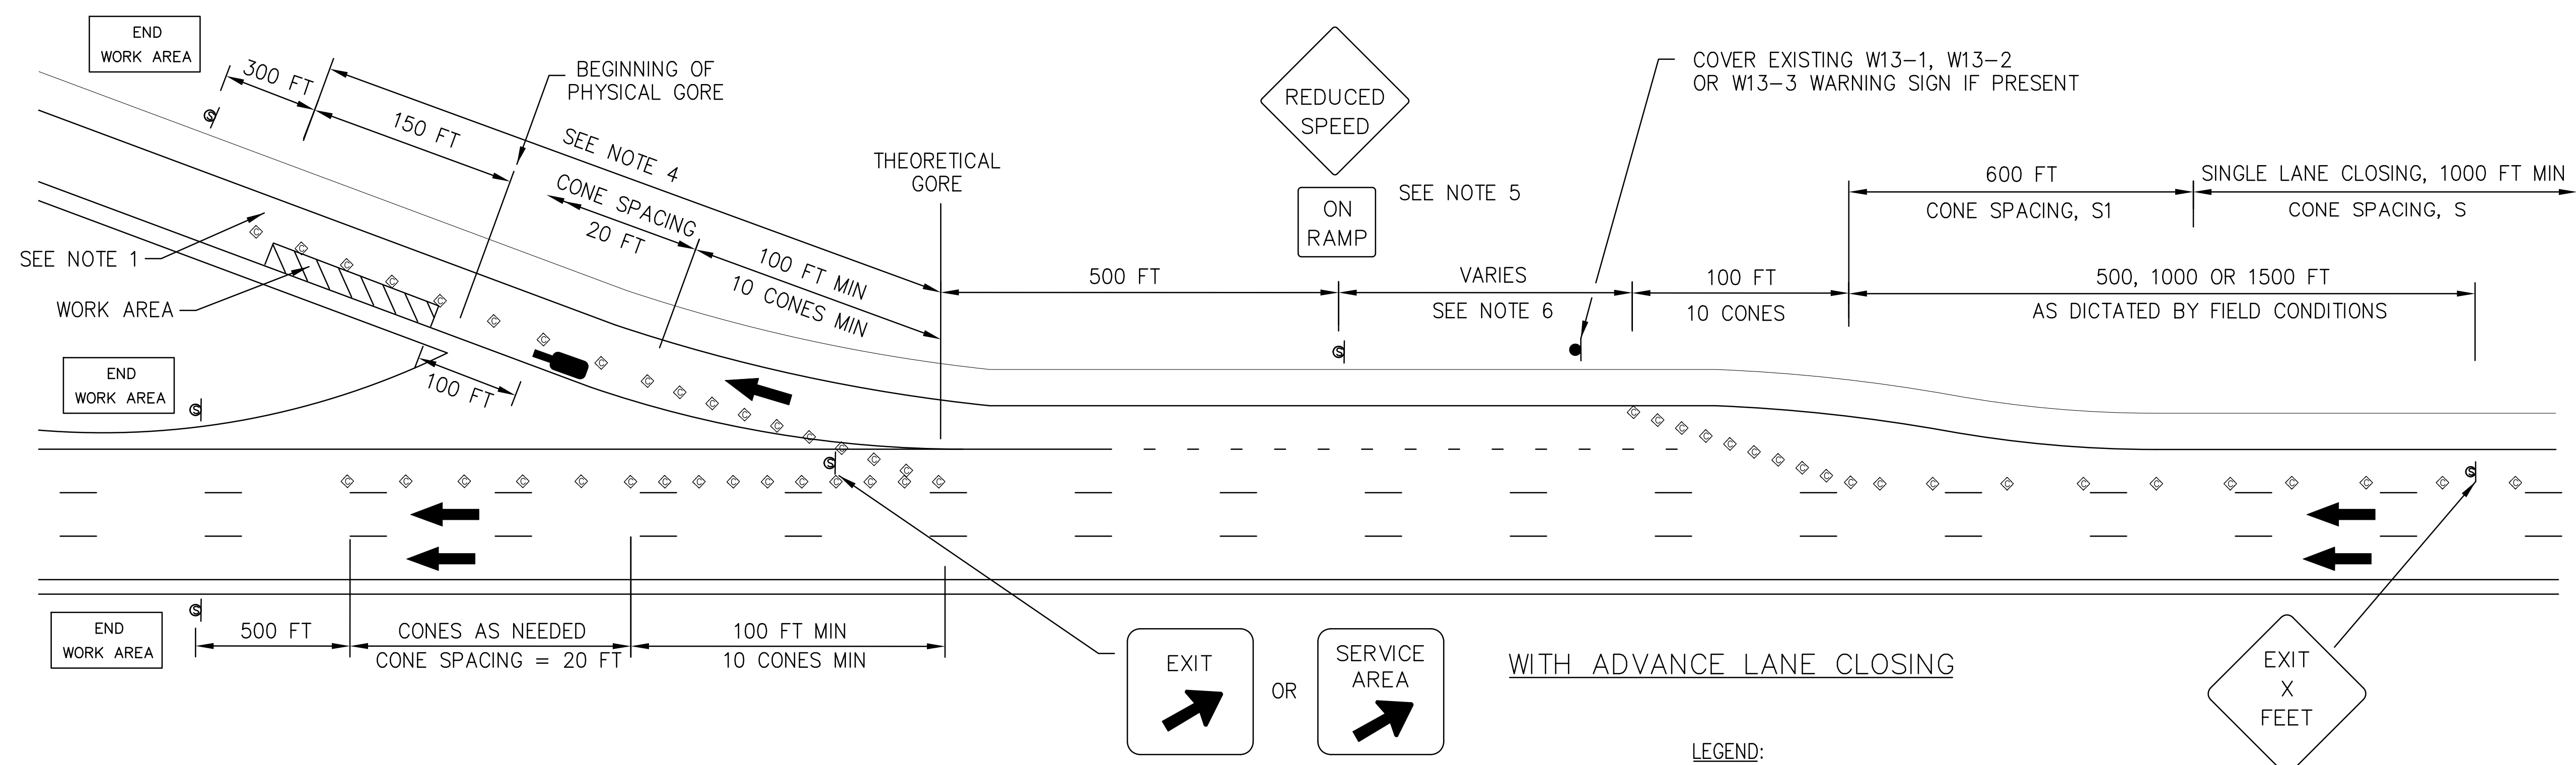 END
WORK AREA
300 FT
150 FT
BEGINNING OF
PHYSICAL GORE
SEE NOTE 4
CONE SPACING
20 FT
100 FT MIN
10 CONES MIN
THEORETICAL
GORE
REDUCED
SPEED
ON
RAMP
SEE NOTE 5
COVER EXISTING W13-1, W13-2
OR W13-3 WARNING SIGN IF PRESENT
600 FT
CONE SPACING, S1
SINGLE LANE CLOSING, 1000 FT MIN
CONE SPACING, S
SEE NOTE 1
WORK AREA
500 FT
VARIES
SEE NOTE 6
100 FT
10 CONES
500, 1000 OR 1500 FT
AS DICTATED BY FIELD CONDITIONS
END
WORK AREA
100 FT
END
WORK AREA
500 FT
CONES AS NEEDED
CONE SPACING = 20 FT
100 FT MIN
10 CONES MIN
EXIT
OR
SERVICE
AREA
WITH ADVANCE LANE CLOSING
EXIT
X
FEET
LEGEND: